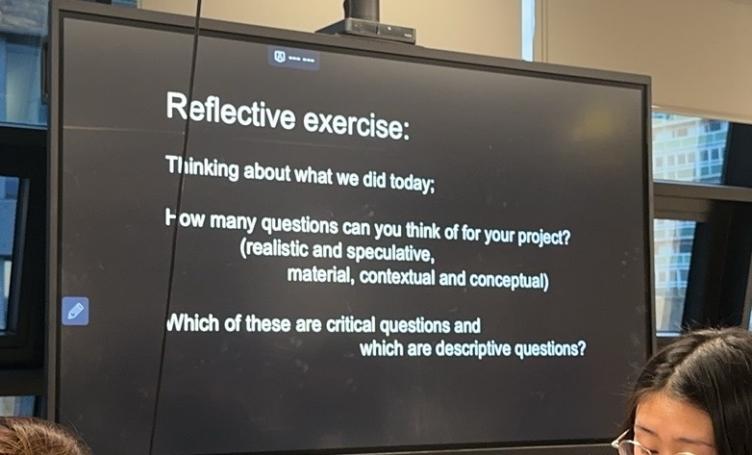 Reflective exercise:
Thinking about what we did today;
How many questions can you think of for your project?
(realistic and speculative,
material, contextual and conceptual)
Which of these are critical questions and
which are descriptive questions?